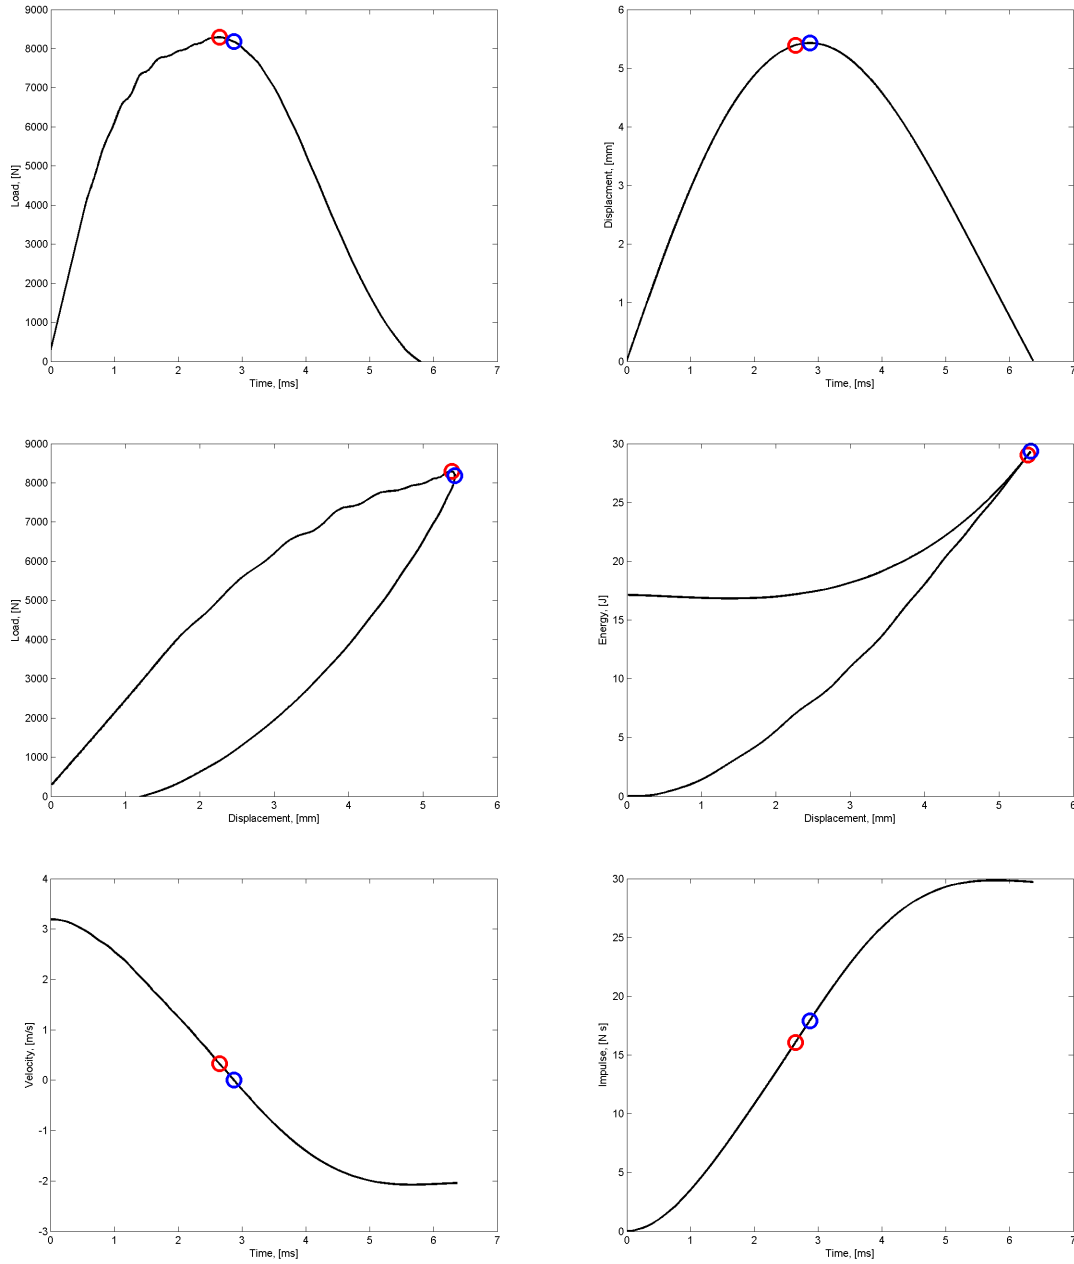 9000
8000
7000
6000
5000
4000
3000
2000
1000
0
Load, [N]
0 1 2 3 4 5 6 7
Time, [ms]
6
5
4
3
2
1
0
Displacment, [mm]
0 1 2 3 4 5 6 7
Time, [ms]
9000
8000
7000
6000
5000
4000
3000
2000
1000
0
Load, [N]
0 1 2 3 4 5 6
Displacement, [mm]
30
25
20
15
10
5
0
Energy, [J]
0 1 2 3 4 5 6
Displacement, [mm]
4
3
2
1
0
-1
-2
-3
Velocity, [m/s]
0 1 2 3 4 5 6 7
Time, [ms]
30
25
20
15
10
5
0
Impulse, [N s]
0 1 2 3 4 5 6 7
Time, [ms]